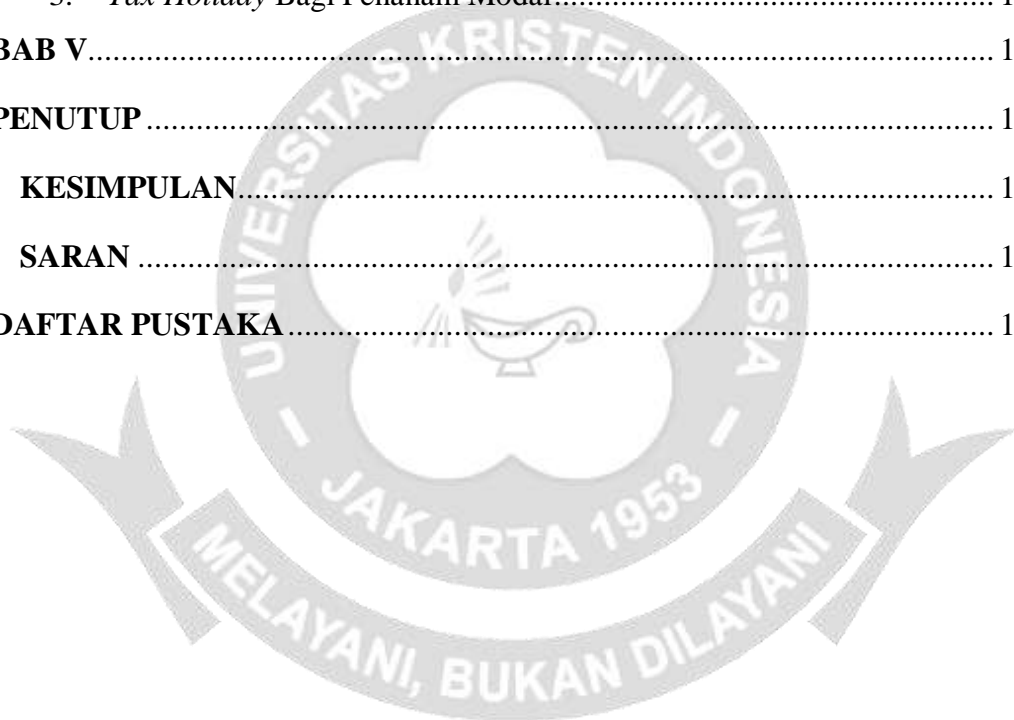 3. Tax Holiday Bagi Penanam Modal........................................................ 1
BAB V.................................................................................................................. 1
PENUTUP ........................................................................................................... 1
KESIMPULAN................................................................................................ 1
SARAN ............................................................................................................. 1
DAFTAR PUSTAKA.......................................................................................... 1
UNIVERSITAS KRISTEN INDONESIA
- JAKARTA 1953 -
MELAYANI, BUKAN DILAYANI